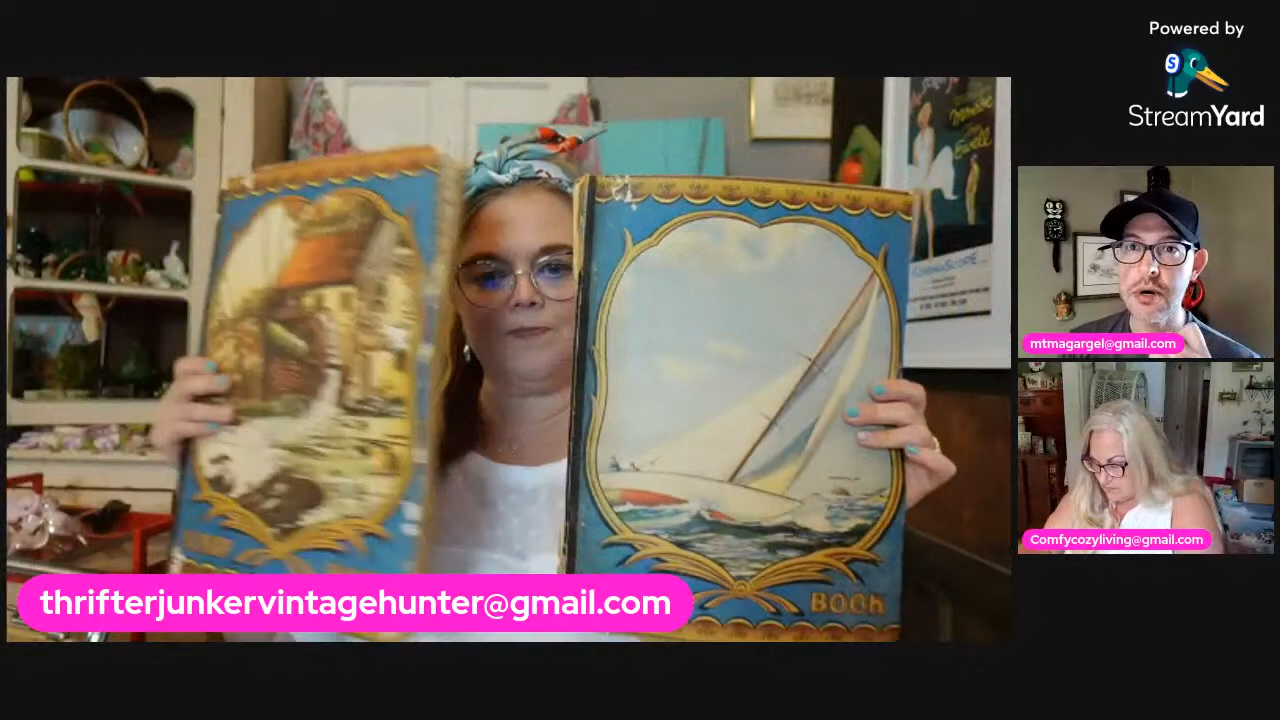 Powered by
S
StreamYard
mtmagargel@gmail.com
Comfycozyliving@gmail.com
thrifterjunkervintagehunter@gmail.com
BOOK